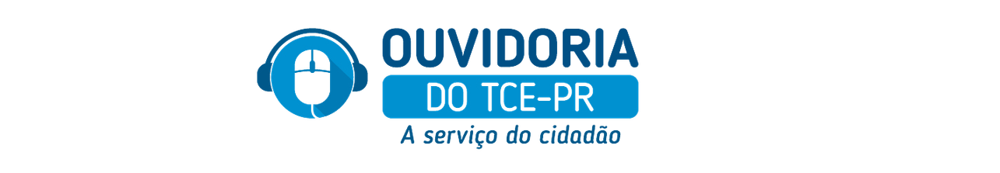 OUVIDORIA
DO TCE-PR
A serviço do cidadão